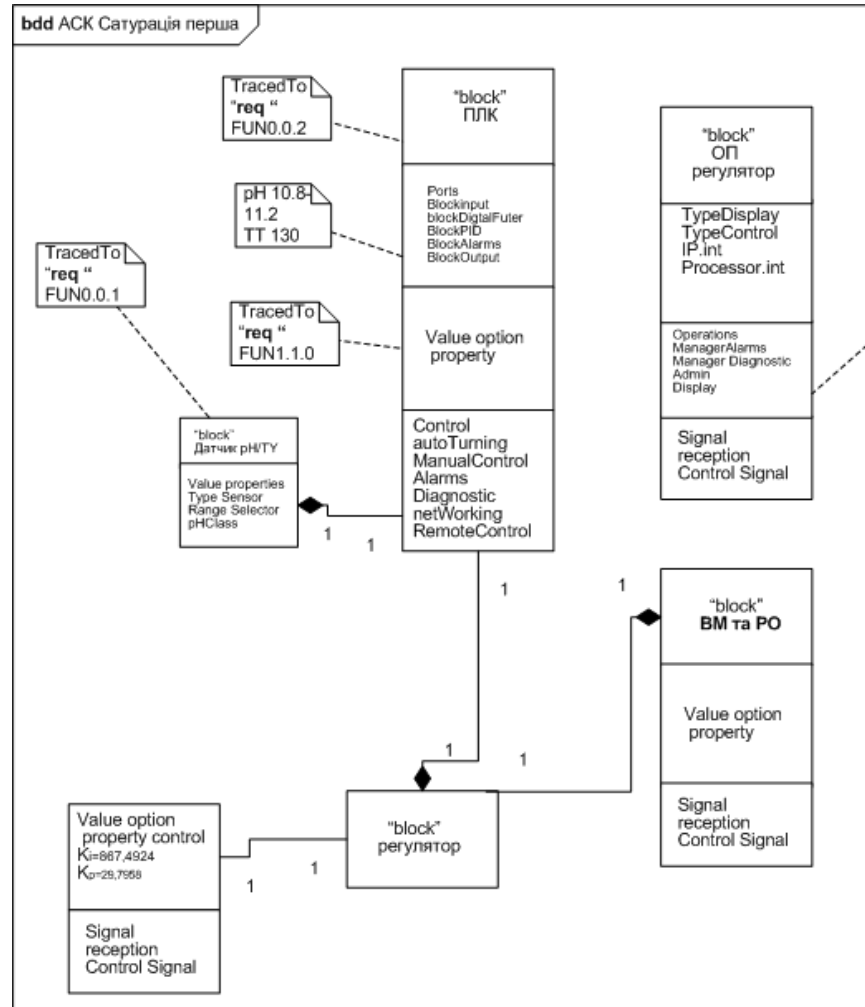 bdd АСК Сатурація перша
TracedTo
"req “
FUN0.0.2
pH 10.8-
11.2
TT 130
TracedTo
"req “
FUN0.0.1
TracedTo
"req “
FUN1.1.0
“block”
ПЛК
Ports
Blockinput
blockDigtalFuter
BlockPID
BlockAlarms
BlockOutput
Value option
property
Control
autoTurning
ManualControl
Alarms
Diagnostic
netWorking
RemoteControl
“block”
ОП
регулятор
TypeDisplay
TypeControl
IP.int
Processor.int
Operations
ManagerAlarms
Manager Diagnostic
Admin
Display
Signal
reception
Control Signal
“block”
Датчик pH/TY
Value properties
Type Sensor
Range Selector
pHClass
1
1
1
1
1
1
“block”
ВМ та РО
Value option
property
Signal
reception
Control Signal
“block”
регулятор
1
1
Value option
property control
Ki=867,4924
Kp=29,7958
Signal
reception
Control Signal